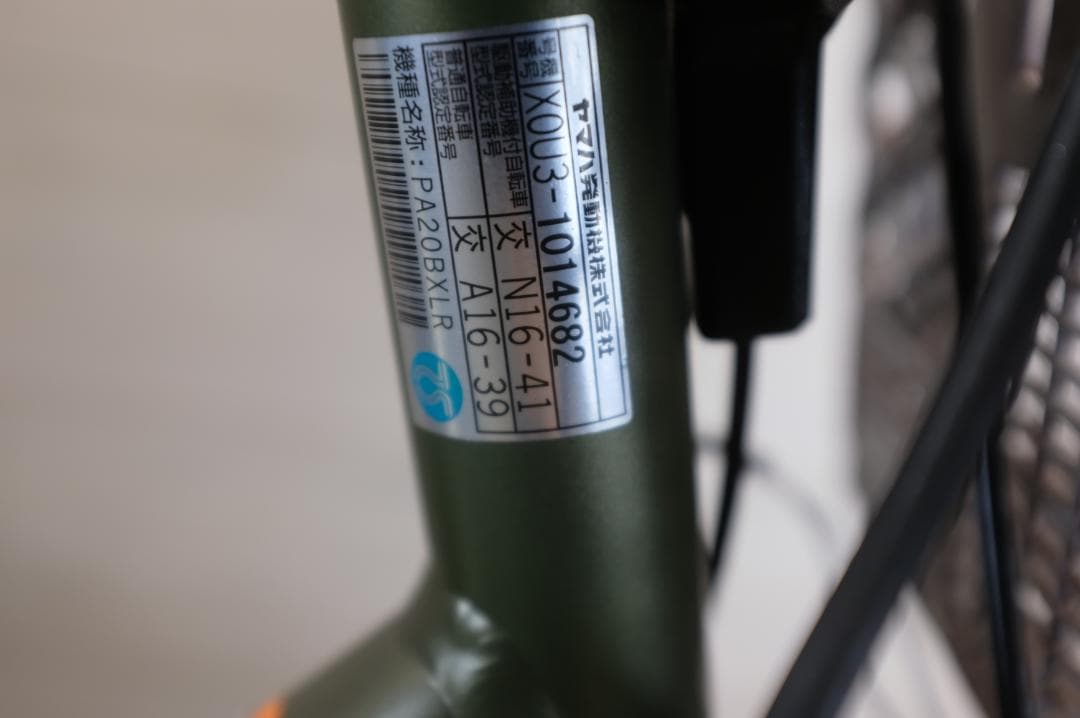 ヤマハ発動機株式会社
号機番号 X0U3-1014682
駆動補助機付自転車型式認定番号 交 N16-41
普通自転車型式認定番号 交 A16-39
機種名称：PA20BXLR